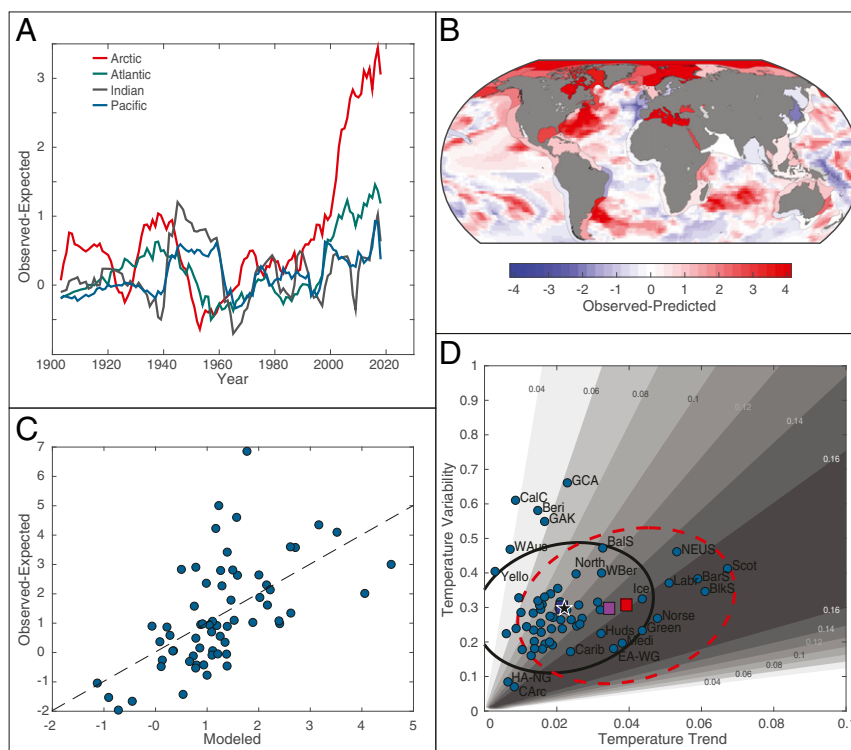 A
Arctic
Atlantic
Indian
Pacific
3
2
1
0
Observed-Expected
1900 1920 1940 1960 1980 2000 2020
Year
B
-4 -3 -2 -1 0 1 2 3 4
Observed-Predicted
C
7
6
5
4
3
2
1
0
-1
-2
Observed-Expected
-2 -1 -0 1 2 3 4 5
Modeled
D
1
0.9
0.8
0.7
0.6
0.5
0.4
0.3
0.2
0.1
0
Temperature Variability
0.04 0.06 0.08 0.1 0.12 0.14 0.16
GCA
CalC
Beri
GAK
WAus
BalS
NEUS
Yello
North
WBer
Ice
Lab
BarS
Scot
BlkS
Norse
Huds
Green
Medi
Carib
EA-WG
HA-NG
CArc
0.16
0.14
0.12
0.1
0.08
0.06
0.04
0 0.02 0.04 0.06 0.08 0.1
Temperature Trend